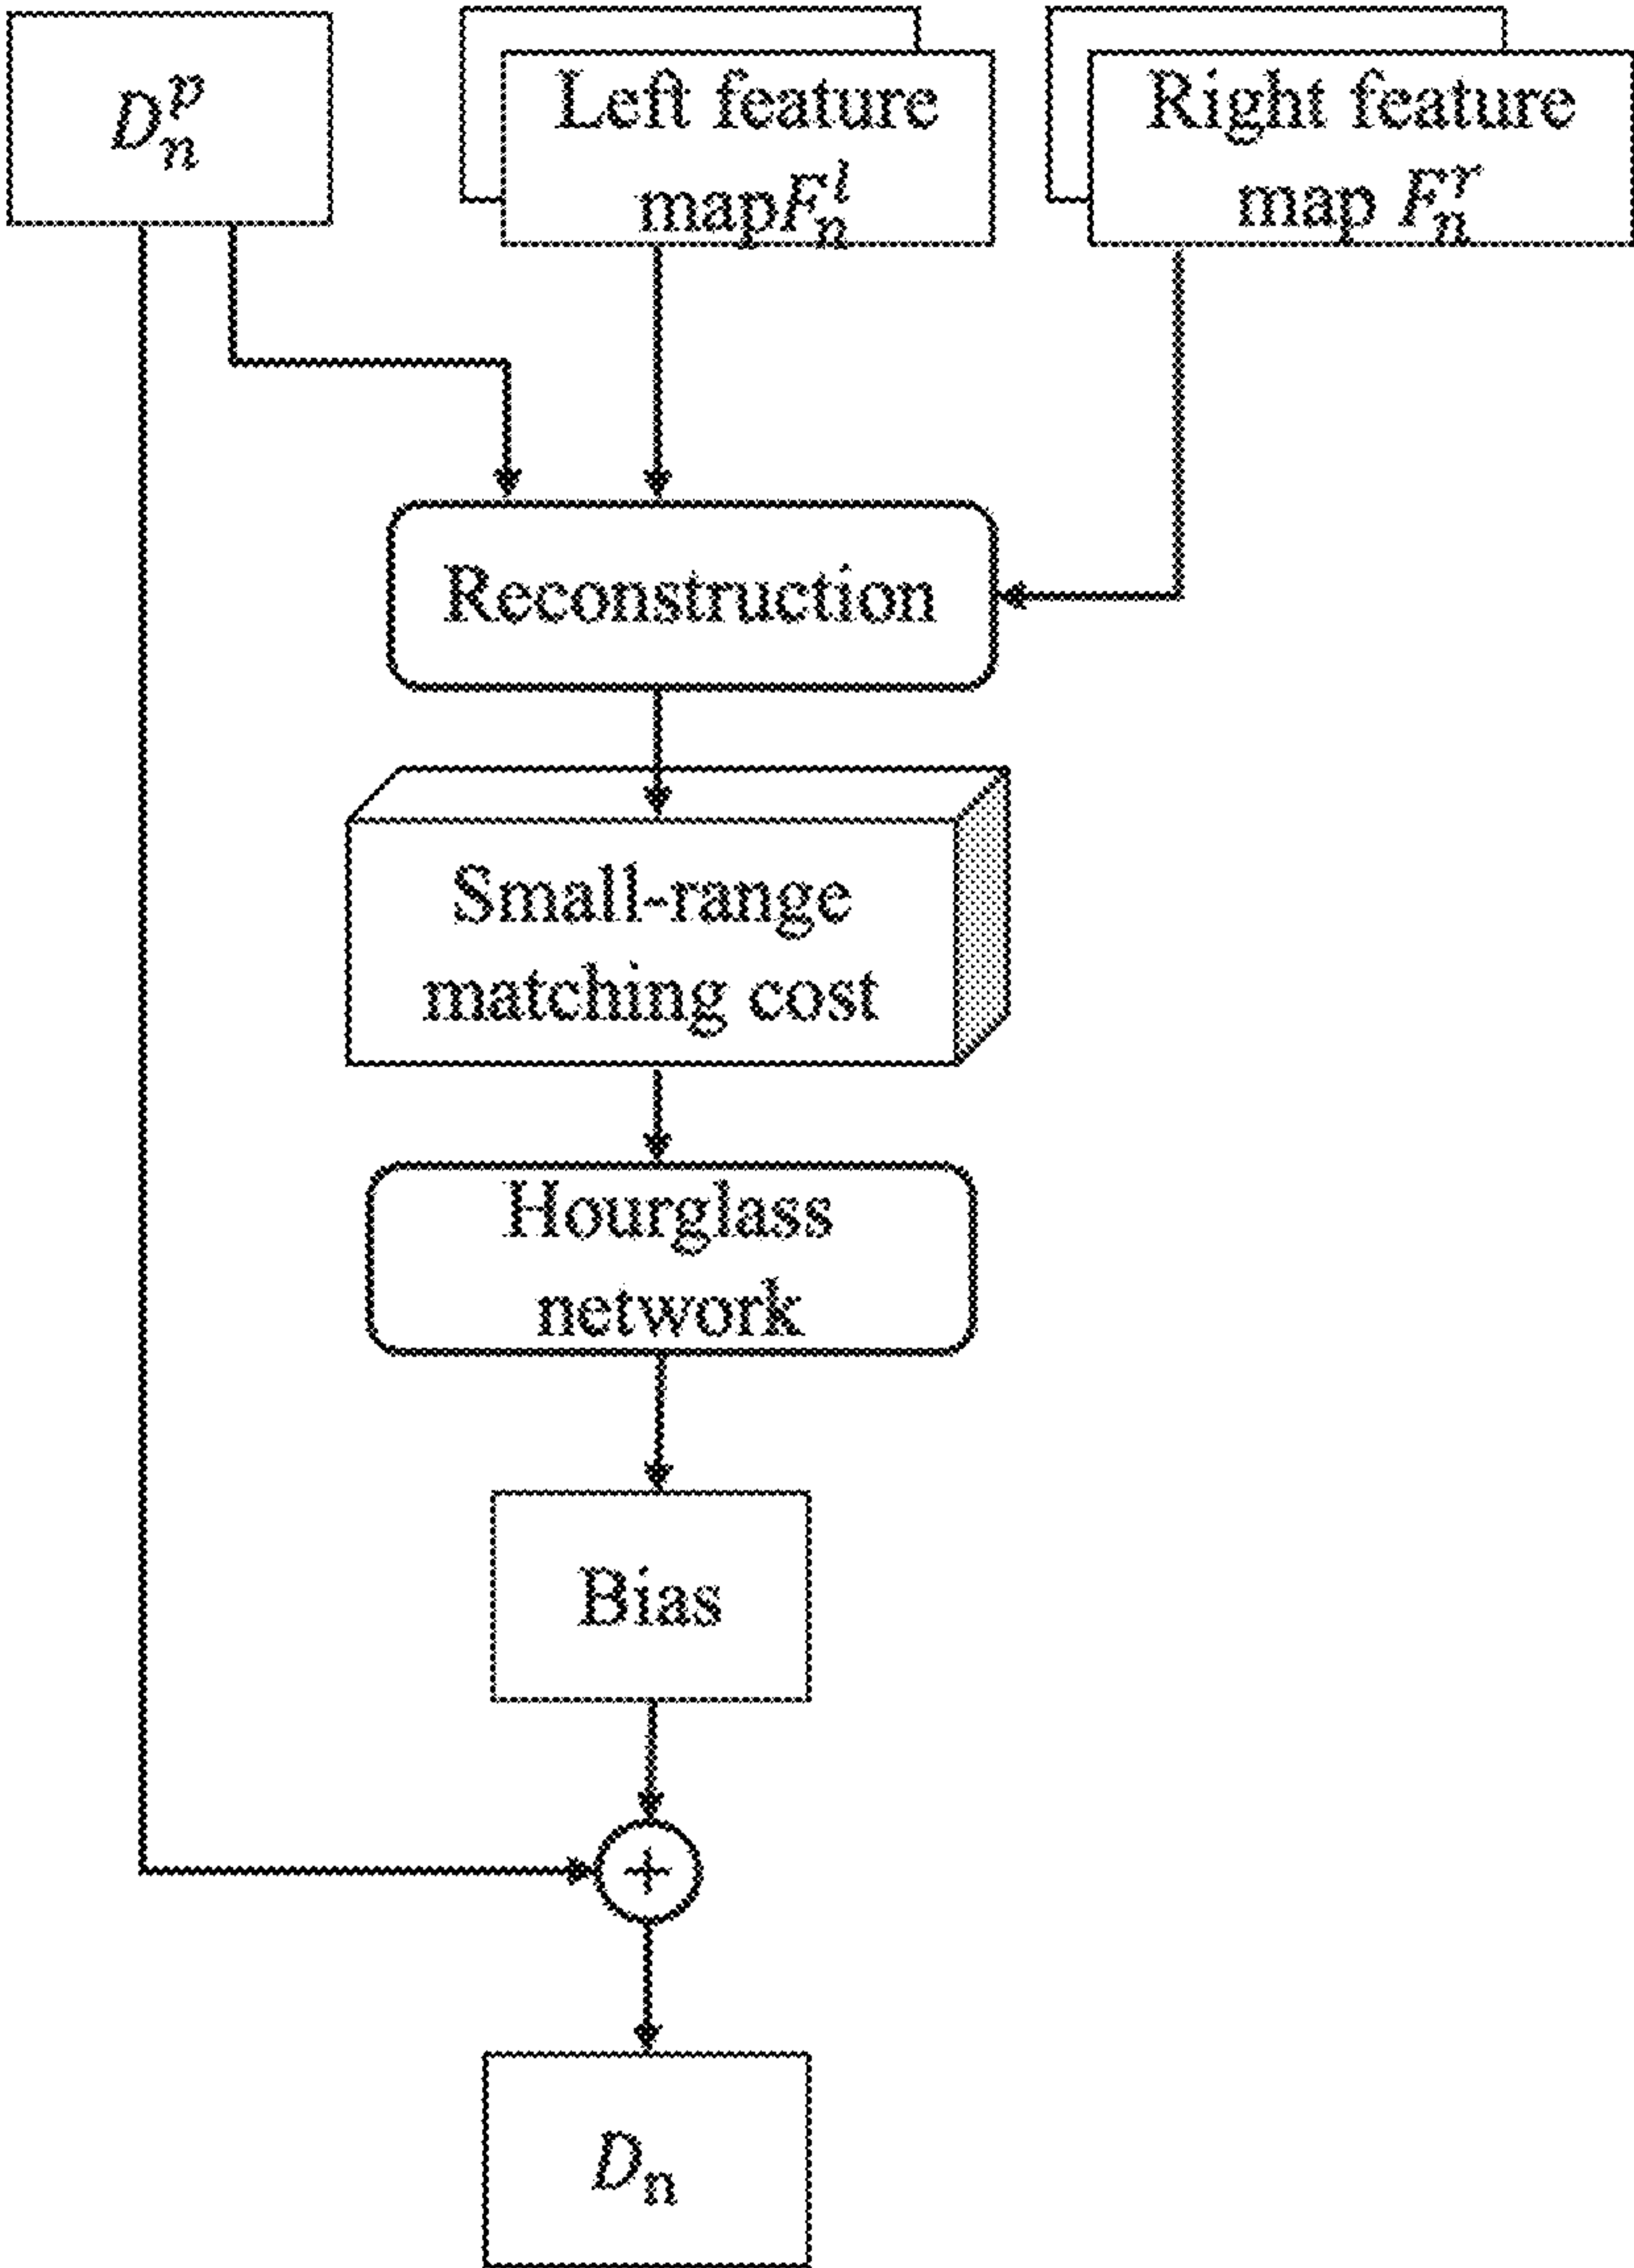 $D_n^p$
Left feature
map$F_n^l$
Right feature
map $F_n^r$
Reconstruction
Small-range
matching cost
Hourglass
network
Bias
+
$D_n$